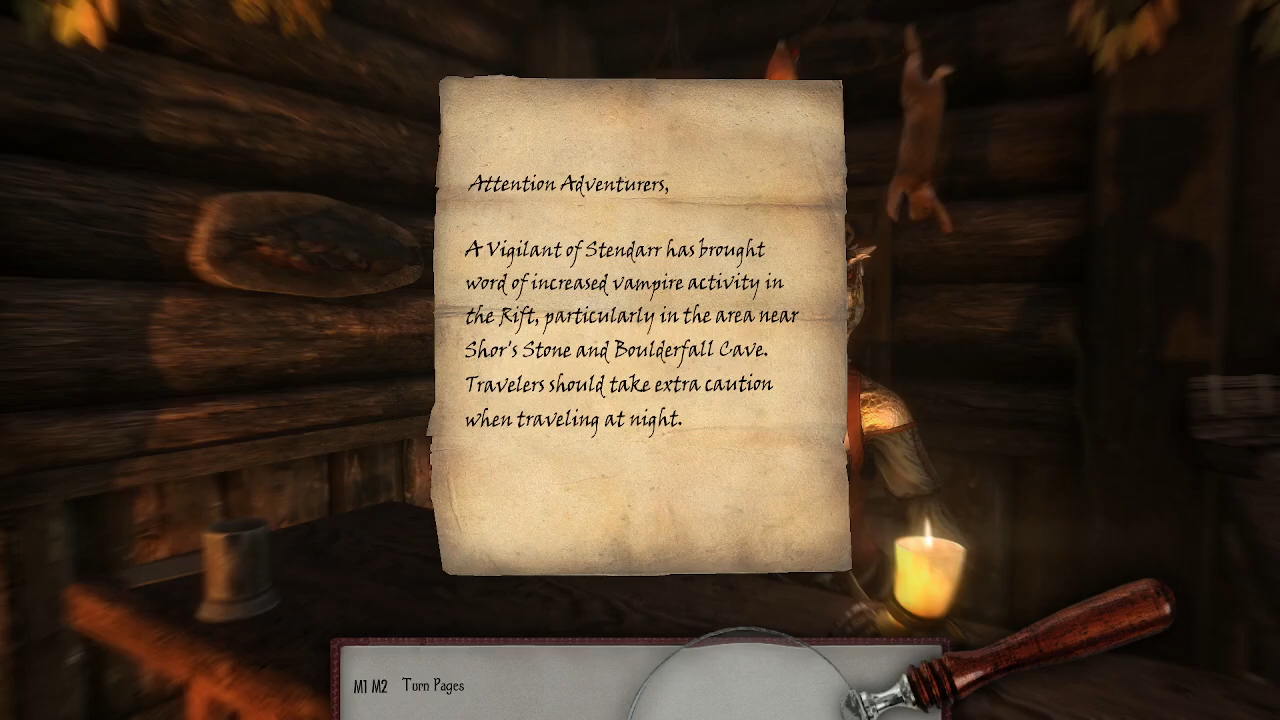 Attention Adventurers,
A Vigilant of Stendarr has brought
word of increased vampire activity in
the Rift, particularly in the area near
Shor's Stone and Boulderfall Cave.
Travelers should take extra caution
when traveling at night.
M1 M2 Turn Pages